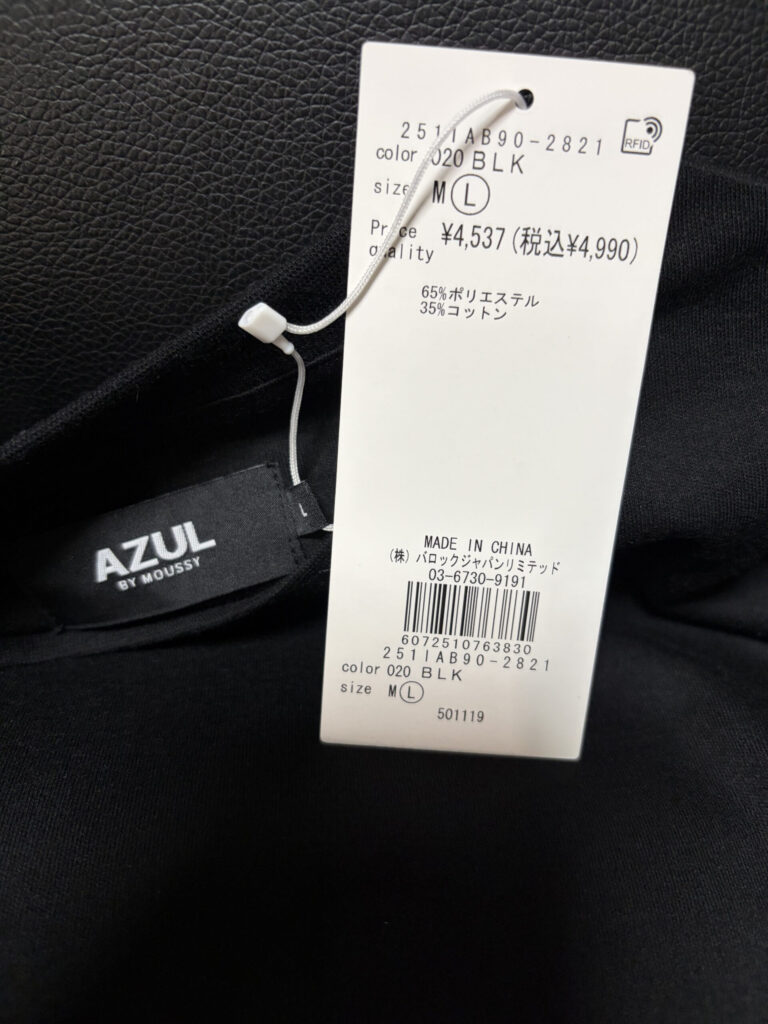 251IAB90-2821
RFID
color 020 BLK
size M L
Price ¥4,537(税込¥4,990)
quality
65%ポリエステル
35%コットン
AZUL
BY MOUSSY
L
MADE IN CHINA
(株)バロックジャパンリミテッド
03-6730-9191
6072510763830
251IAB90-2821
color 020 BLK
size M L
501119